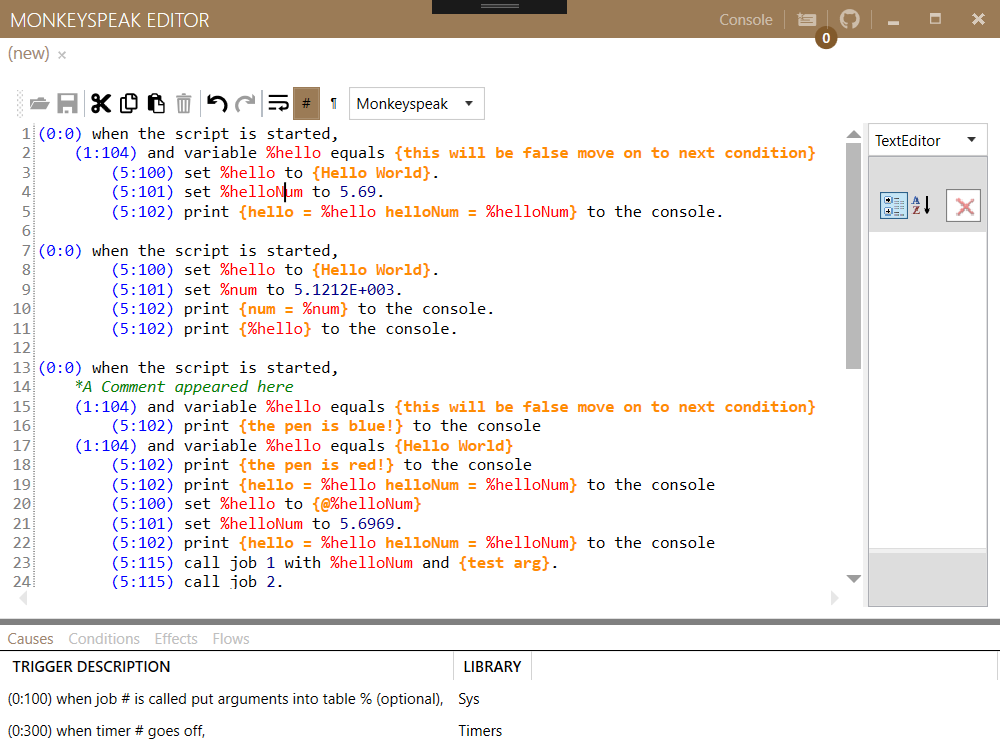 MONKEYSPEAK EDITOR
Console
0
(new) ×
# ¶ Monkeyspeak
1 (0:0) when the script is started,
2 (1:104) and variable %hello equals {this will be false move on to next condition}
3 (5:100) set %hello to {Hello World}.
4 (5:101) set %helloNum to 5.69.
5 (5:102) print {hello = %hello helloNum = %helloNum} to the console.
6
7 (0:0) when the script is started,
8 (5:100) set %hello to {Hello World}.
9 (5:101) set %num to 5.1212E+003.
10 (5:102) print {num = %num} to the console.
11 (5:102) print {%hello} to the console.
12
13 (0:0) when the script is started,
14 *A Comment appeared here
15 (1:104) and variable %hello equals {this will be false move on to next condition}
16 (5:102) print {the pen is blue!} to the console
17 (1:104) and variable %hello equals {Hello World}
18 (5:102) print {the pen is red!} to the console
19 (5:102) print {hello = %hello helloNum = %helloNum} to the console
20 (5:100) set %hello to {@%helloNum}
21 (5:101) set %helloNum to 5.6969.
22 (5:102) print {hello = %hello helloNum = %helloNum} to the console
23 (5:115) call job 1 with %helloNum and {test arg}.
24 (5:115) call job 2.
TextEditor
A Z
Causes Conditions Effects Flows
TRIGGER DESCRIPTION LIBRARY
(0:100) when job # is called put arguments into table % (optional), Sys
(0:300) when timer # goes off, Timers